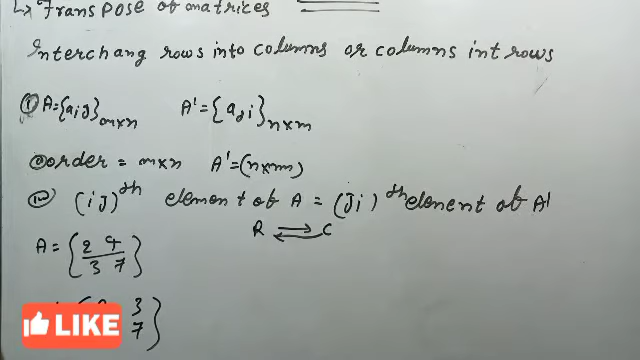 ↳ Transpose of matrices
Interchang rows into columns or columns int rows
(i) A={aij}m×n A'={aji}n×m
order = m×n A'=(n×m)
(ij)th element of A = (Ji)th element of A'
R ⇌ C
A = {2 4
3 7}
3
7}
LIKE